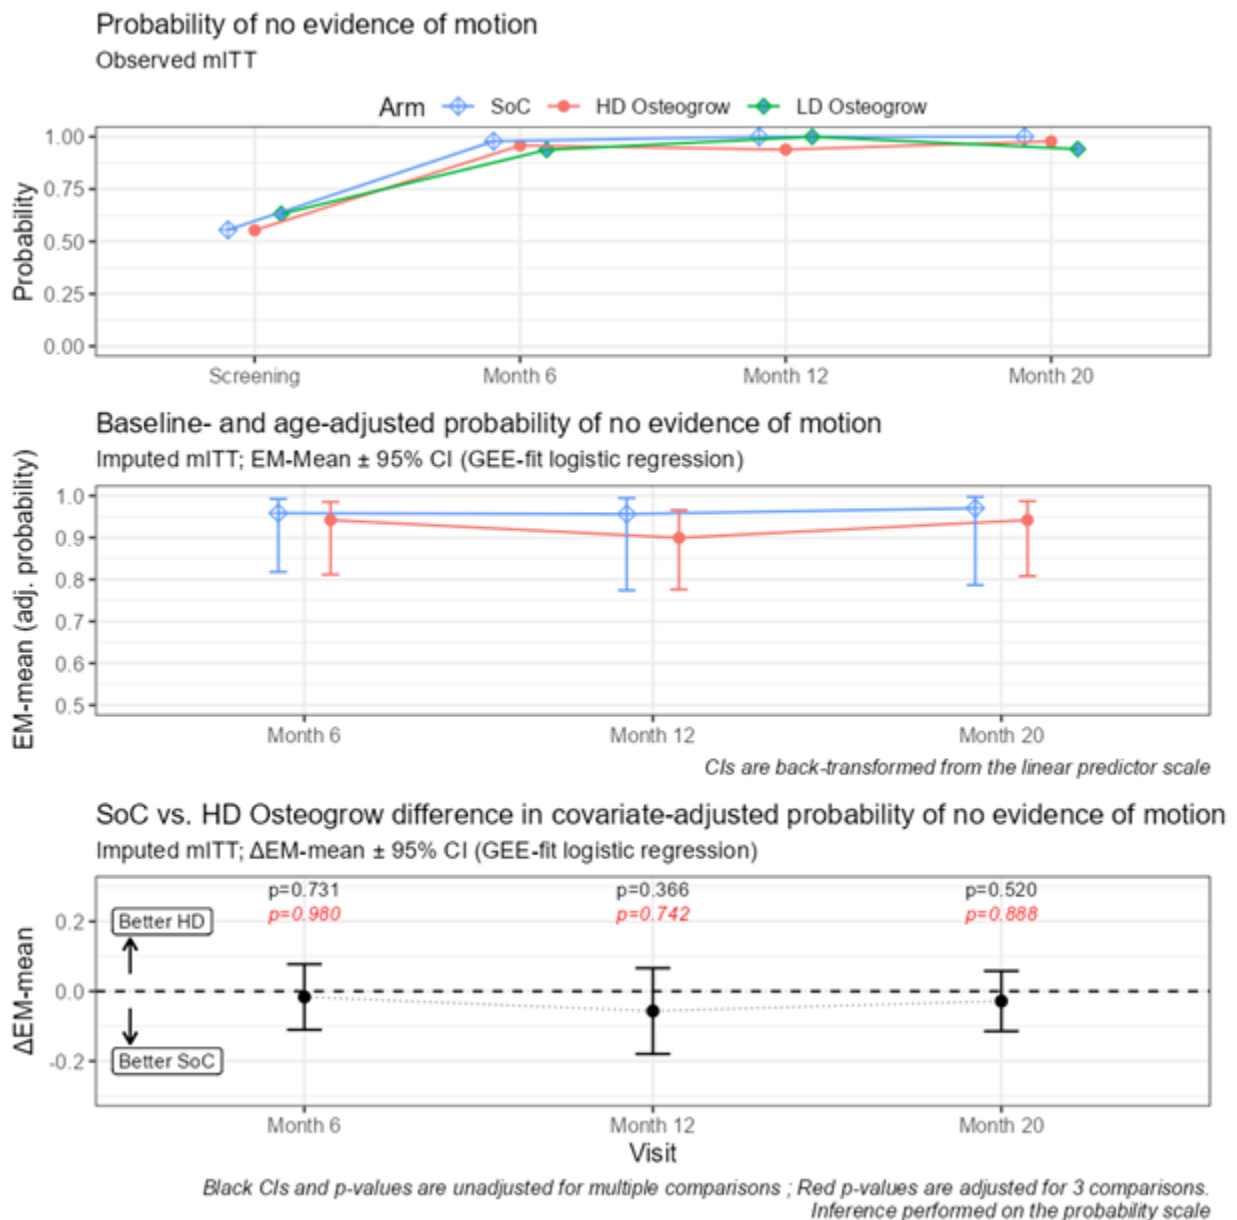 Probability of no evidence of motion
Observed mITT
Arm SoC HD Osteogrow LD Osteogrow
Probability
1.00
0.75
0.50
0.25
0.00
Screening Month 6 Month 12 Month 20
Baseline- and age-adjusted probability of no evidence of motion
Imputed mITT; EM-Mean ± 95% CI (GEE-fit logistic regression)
EM-mean (adj. probability)
1.0
0.9
0.8
0.7
0.6
0.5
Month 6 Month 12 Month 20
CIs are back-transformed from the linear predictor scale
SoC vs. HD Osteogrow difference in covariate-adjusted probability of no evidence of motion
Imputed mITT; ΔEM-mean ± 95% CI (GEE-fit logistic regression)
ΔEM-mean
p=0.731 p=0.366 p=0.520
p=0.980 p=0.742 p=0.888
Better HD
0.2
0.0
-0.2
Better SoC
Month 6 Month 12 Month 20
Visit
Black CIs and p-values are unadjusted for multiple comparisons ; Red p-values are adjusted for 3 comparisons.
Inference performed on the probability scale